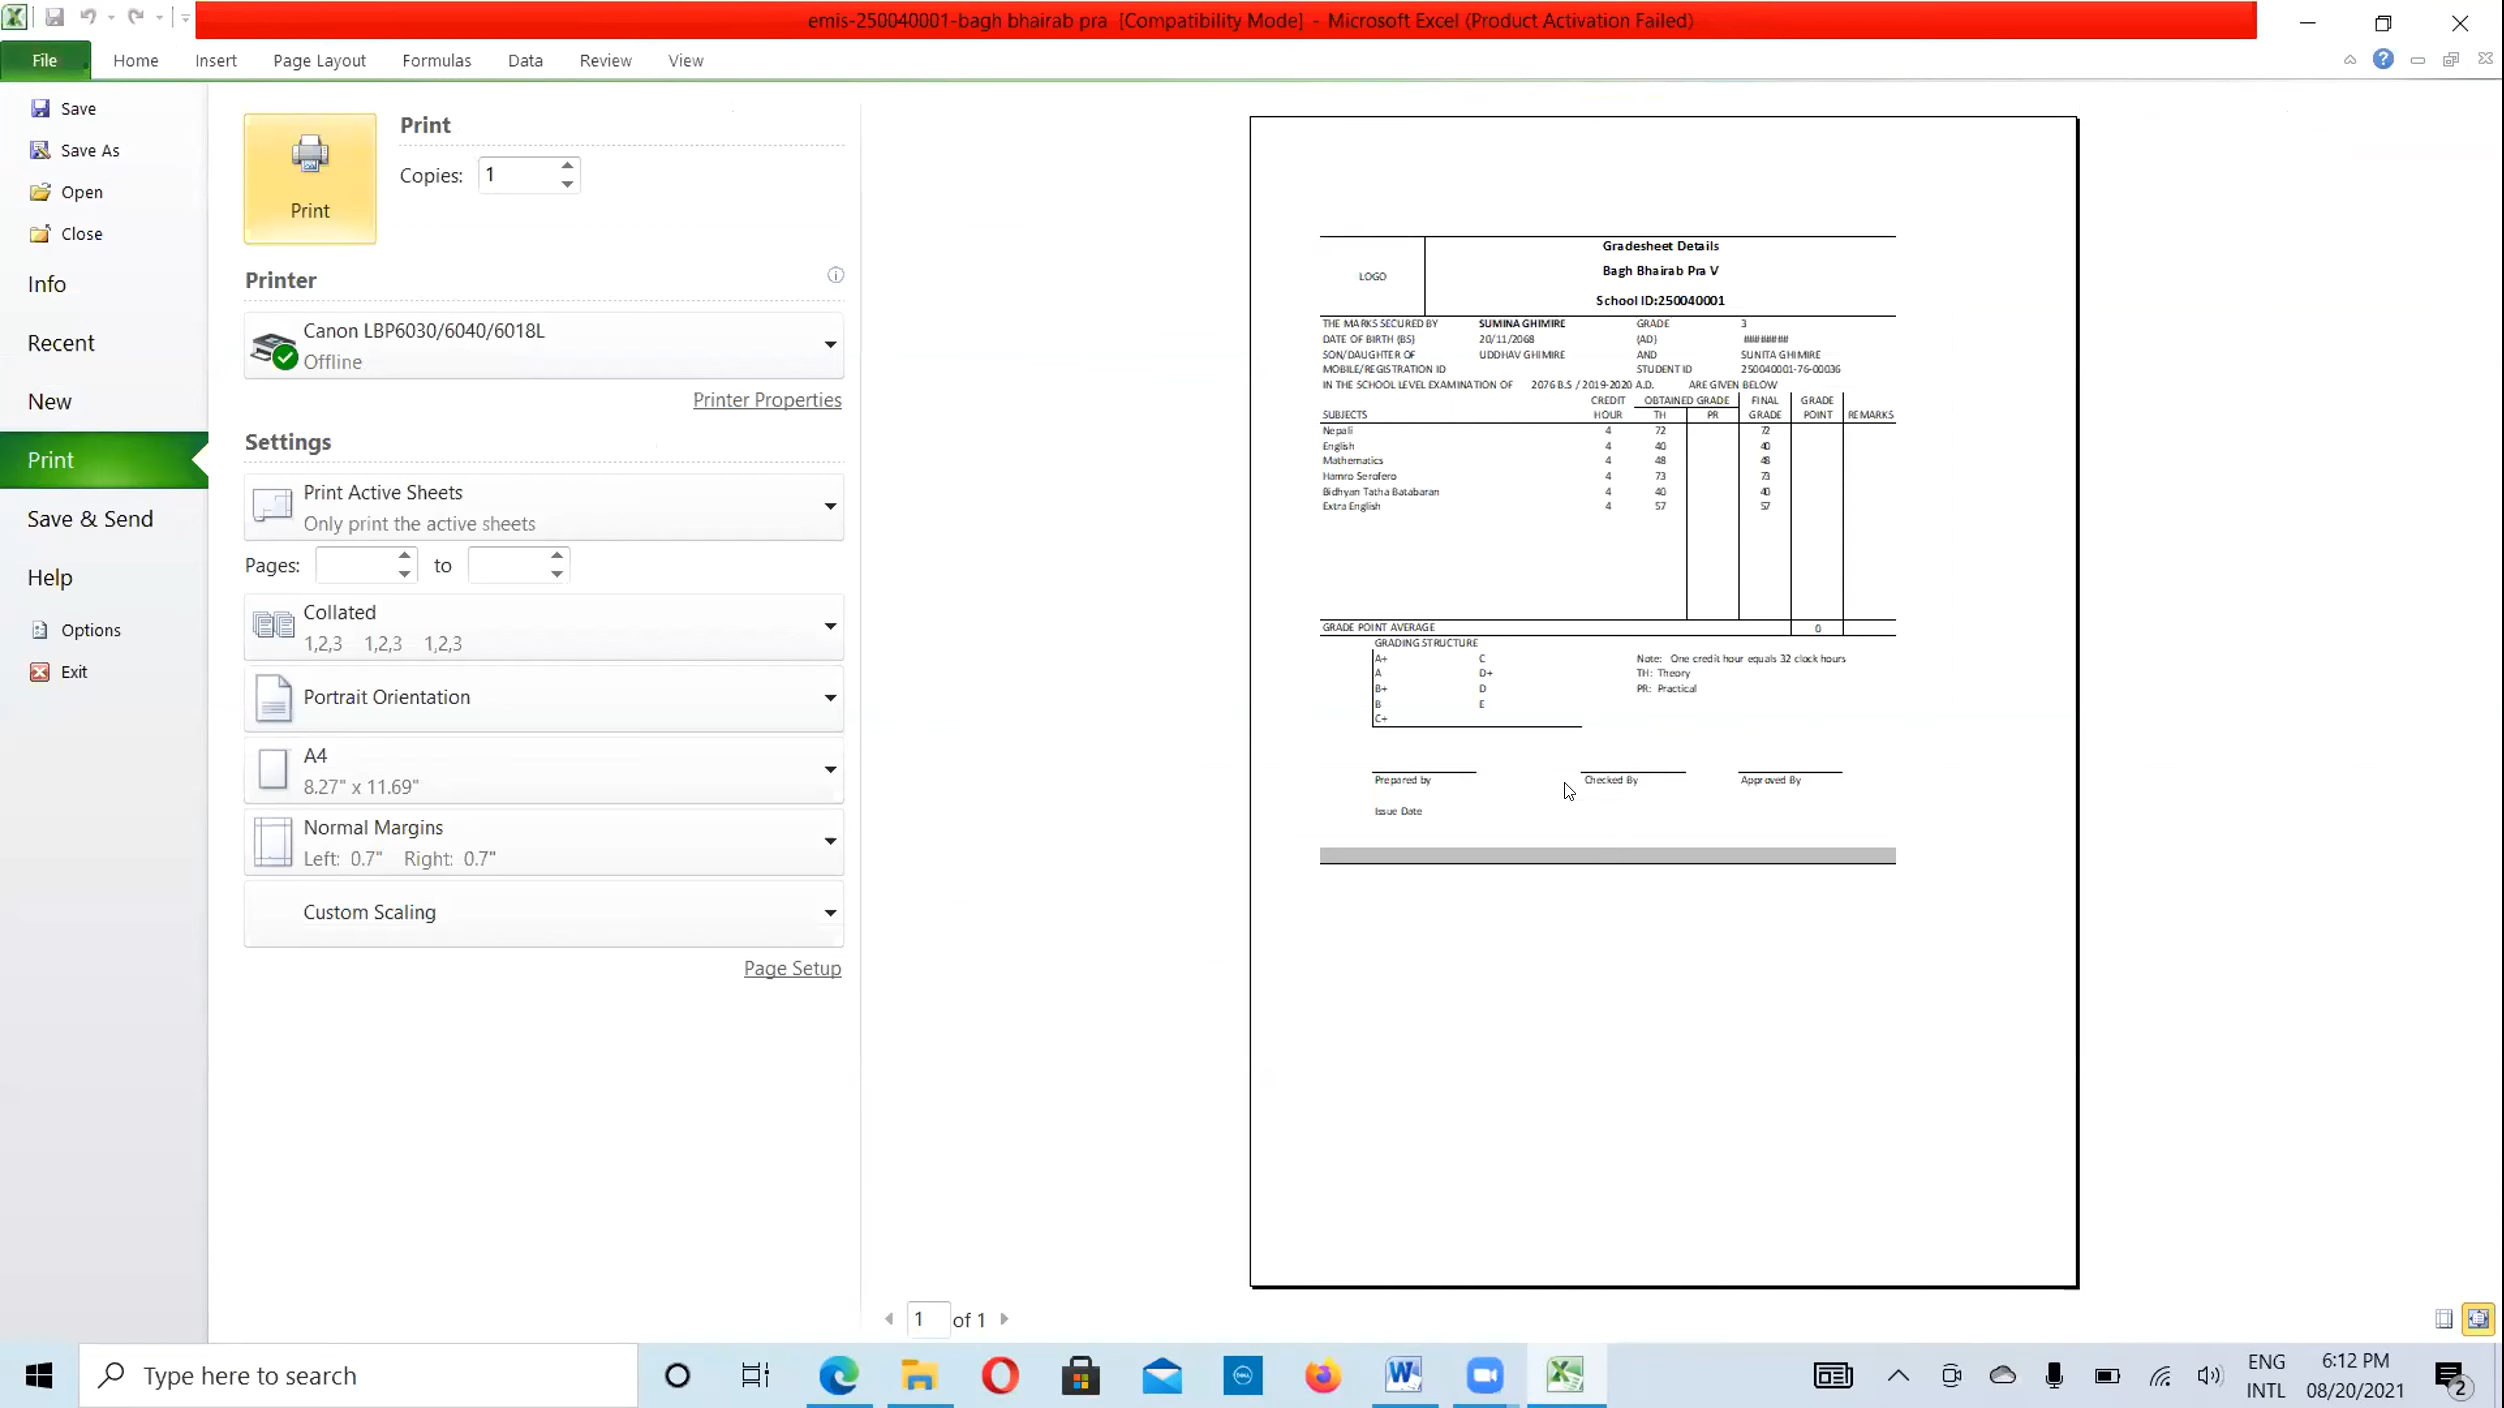 emis-250040001-bagh bhairab pra [Compatibility Mode] - Microsoft Excel (Product Activation Failed)
File Home Insert Page Layout Formulas Data Review View
Save
Save As
Open
Close
Info
Recent
New
Print
Save & Send
Help
Options
Exit
Print
Print
Copies: 1
Printer
Canon LBP6030/6040/6018L
Offline
Printer Properties
Settings
Print Active Sheets
Only print the active sheets
Pages: to
Collated
1,2,3 1,2,3 1,2,3
Portrait Orientation
A4
8.27" x 11.69"
Normal Margins
Left: 0.7" Right: 0.7"
Custom Scaling
Page Setup
LOGO
Gradesheet Details
Bagh Bhairab Pra V
School ID:250040001
THE MARKS SECURED BY SUMINA GHIMIRE GRADE 3
DATE OF BIRTH (BS) 20/11/2068 (AD) ########
SON/DAUGHTER OF UDDHAV GHIMIRE AND SUNITA GHIMIRE
MOBILE/REGISTRATION ID STUDENT ID 250040001-76-00036
IN THE SCHOOL LEVEL EXAMINATION OF 2076 B.S / 2019-2020 A.D. ARE GIVEN BELOW
CREDIT OBTAINED GRADE FINAL GRADE
SUBJECTS HOUR TH PR GRADE POINT REMARKS
Nepali 4 72 72
English 4 40 40
Mathematics 4 48 48
Hamro Serofero 4 73 73
Bidhyan Tatha Batabaran 4 40 40
Extra English 4 57 57
GRADE POINT AVERAGE 0
GRADING STRUCTURE
A+ C Note: One credit hour equals 32 clock hours
A D+ TH: Theory
B+ D PR: Practical
B E
C+
Prepared by Checked By Approved By
Issue Date
1 of 1
Type here to search
ENG
INTL
6:12 PM
08/20/2021
2